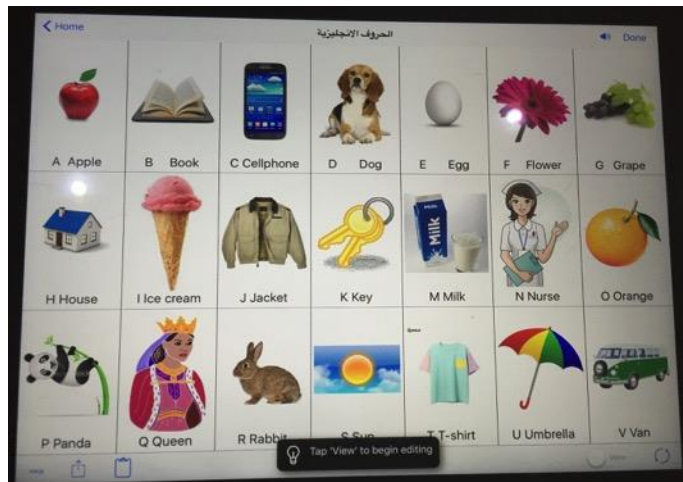 Home
الحروف الانجليزية
Done
A Apple
B Book
C Cellphone
D Dog
E Egg
F Flower
G Grape
Milk
H House
I Ice cream
J Jacket
K Key
M Milk
N Nurse
O Orange
P Panda
Q Queen
R Rabbit
S Sun
T T-shirt
U Umbrella
V Van
Tap 'View' to begin editing